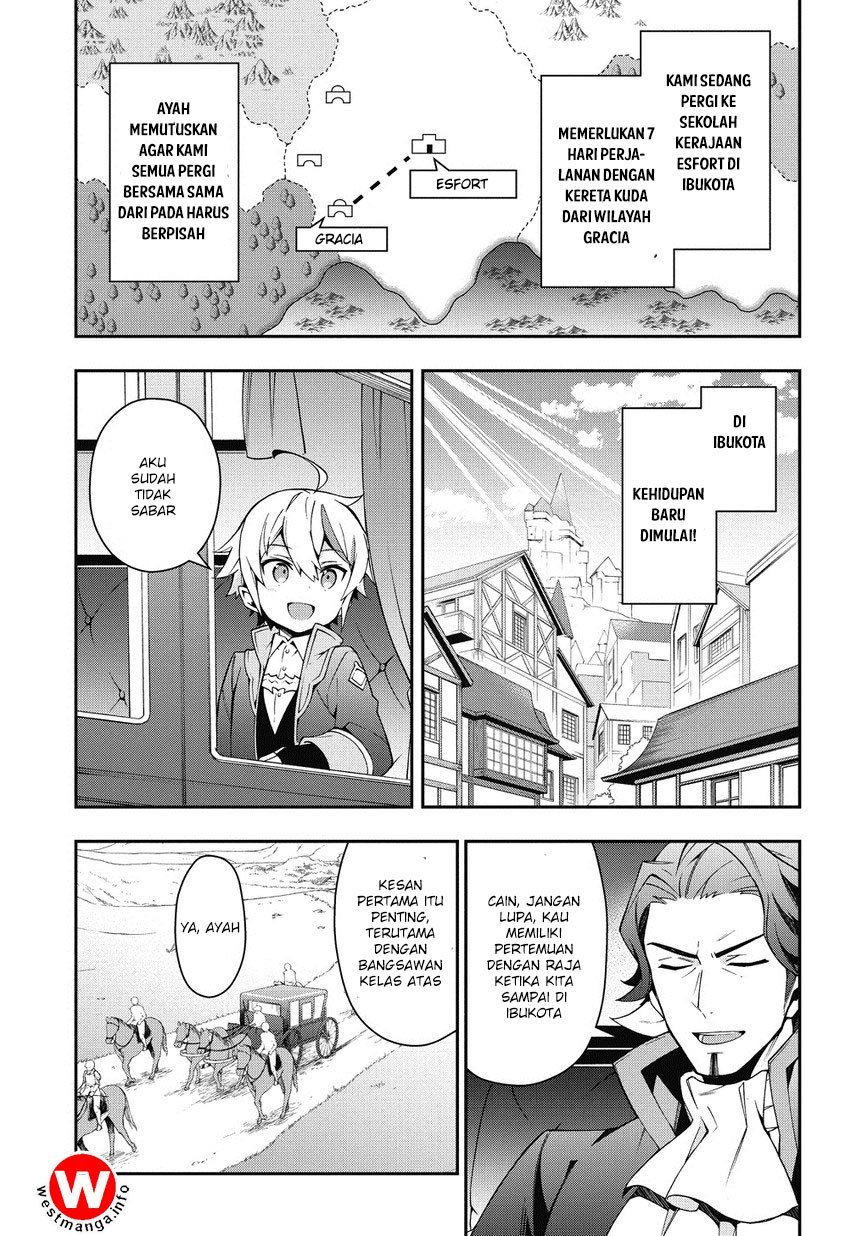 KAMI SEDANG
PERGI KE
SEKOLAH
KERAJAAN
ESFORT DI
IBUKOTA
MEMERLUKAN 7
HARI PERJA-
LANAN DENGAN
KERETA KUDA
DARI WILAYAH
GRACIA
ESFORT
GRACIA
AYAH
MEMUTUSKAN
AGAR KAMI
SEMUA PERGI
BERSAMA SAMA
DARI PADA HARUS
BERPISAH
DI
IBUKOTA
KEHIDUPAN
BARU
DIMULAI!
AKU
SUDAH
TIDAK
SABAR
CAIN, JANGAN
LUPA, KAU
MEMILIKI
PERTEMUAN
DENGAN RAJA
KETIKA KITA
SAMPAI DI
IBUKOTA
KESAN
PERTAMA ITU
PENTING,
TERUTAMA
DENGAN
BANGSAWAN
KELAS ATAS
YA, AYAH
W
westmanga.info